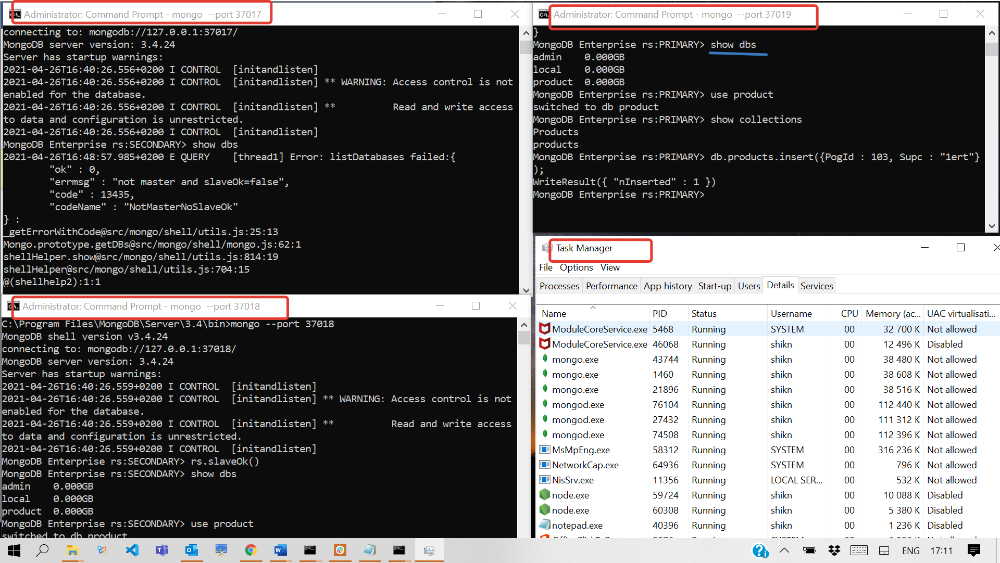 Administrator: Command Prompt - mongo  --port 37017
connecting to: mongodb://127.0.0.1:37017/
MongoDB server version: 3.4.24
Server has startup warnings:
2021-04-26T16:40:26.556+0200 I CONTROL  [initandlisten]
2021-04-26T16:40:26.556+0200 I CONTROL  [initandlisten] ** WARNING: Access control is not
enabled for the database.
2021-04-26T16:40:26.556+0200 I CONTROL  [initandlisten] **          Read and write access
to data and configuration is unrestricted.
2021-04-26T16:40:26.556+0200 I CONTROL  [initandlisten]
MongoDB Enterprise rs:SECONDARY> show dbs
2021-04-26T16:48:57.985+0200 E QUERY    [thread1] Error: listDatabases failed:{
"ok" : 0,
"errmsg" : "not master and slaveOk=false",
"code" : 13435,
"codeName" : "NotMasterNoSlaveOk"
} :
_getErrorWithCode@src/mongo/shell/utils.js:25:13
Mongo.prototype.getDBs@src/mongo/shell/mongo.js:62:1
shellHelper.show@src/mongo/shell/utils.js:814:19
shellHelper@src/mongo/shell/utils.js:704:15
@(shellhelp2):1:1
Administrator: Command Prompt - mongo  --port 37018
C:\Program Files\MongoDB\Server\3.4\bin>mongo --port 37018
MongoDB shell version v3.4.24
connecting to: mongodb://127.0.0.1:37018/
MongoDB server version: 3.4.24
Server has startup warnings:
2021-04-26T16:40:26.559+0200 I CONTROL  [initandlisten]
2021-04-26T16:40:26.559+0200 I CONTROL  [initandlisten] ** WARNING: Access control is not
enabled for the database.
2021-04-26T16:40:26.559+0200 I CONTROL  [initandlisten] **          Read and write access
to data and configuration is unrestricted.
2021-04-26T16:40:26.559+0200 I CONTROL  [initandlisten]
MongoDB Enterprise rs:SECONDARY> rs.slaveOk()
MongoDB Enterprise rs:SECONDARY> show dbs
admin    0.000GB
local    0.000GB
product  0.000GB
MongoDB Enterprise rs:SECONDARY> use product
switched to db product
Administrator: Command Prompt - mongo  --port 37019
}
MongoDB Enterprise rs:PRIMARY> show dbs
admin    0.000GB
local    0.000GB
product  0.000GB
MongoDB Enterprise rs:PRIMARY> use product
switched to db product
MongoDB Enterprise rs:PRIMARY> show collections
Products
products
MongoDB Enterprise rs:PRIMARY> db.products.insert({PogId : 103, Supc : "1ert"}
);
WriteResult({ "nInserted" : 1 })
MongoDB Enterprise rs:PRIMARY>
Task Manager
File Options View
Processes Performance App history Start-up Users Details Services
Name PID Status Username CPU Memory (ac... UAC virtualisati...
ModuleCoreService.exe 5468 Running SYSTEM 00 32 700 K Not allowed
ModuleCoreService.exe 46068 Running 00 12 496 K Disabled
mongo.exe 43744 Running shikn 00 38 480 K Not allowed
mongo.exe 1460 Running shikn 00 38 608 K Not allowed
mongo.exe 21896 Running shikn 00 38 516 K Not allowed
mongod.exe 76104 Running shikn 00 112 440 K Not allowed
mongod.exe 27432 Running shikn 00 111 312 K Not allowed
mongod.exe 74508 Running shikn 00 112 396 K Not allowed
MsMpEng.exe 58312 Running SYSTEM 00 316 236 K Not allowed
NetworkCap.exe 64936 Running SYSTEM 00 796 K Not allowed
NisSrv.exe 11356 Running LOCAL SER... 00 532 K Not allowed
node.exe 59724 Running shikn 00 10 088 K Disabled
node.exe 60308 Running shikn 00 5 380 K Disabled
notepad.exe 40396 Running shikn 00 1 236 K Disabled
ENG 17:11